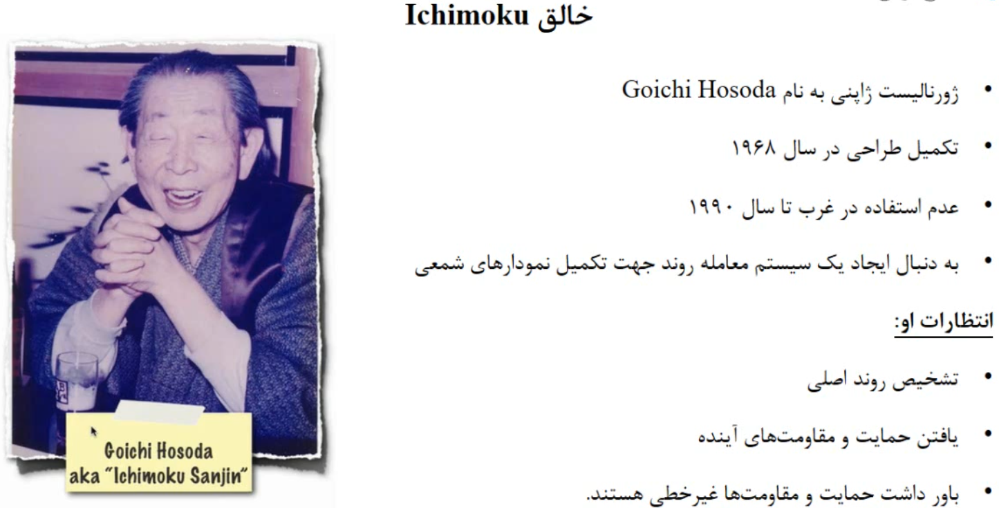 خالق Ichimoku
• ژورنالیست ژاپنی به نام Goichi Hosoda
• تکمیل طراحی در سال ۱۹۶۸
• عدم استفاده در غرب تا سال ۱۹۹۰
• به دنبال ایجاد یک سیستم معامله روند جهت تکمیل نمودارهای شمعی
انتظارات او:
• تشخیص روند اصلی
• یافتن حمایت و مقاومت‌های آینده
• باور داشت حمایت و مقاومت‌ها غیرخطی هستند.
Goichi Hosoda
aka "Ichimoku Sanjin"